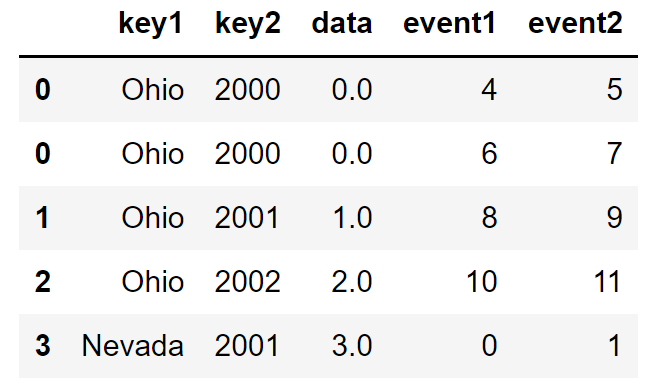 key1 key2 data event1 event2
0 Ohio 2000 0.0 4 5
0 Ohio 2000 0.0 6 7
1 Ohio 2001 1.0 8 9
2 Ohio 2002 2.0 10 11
3 Nevada 2001 3.0 0 1